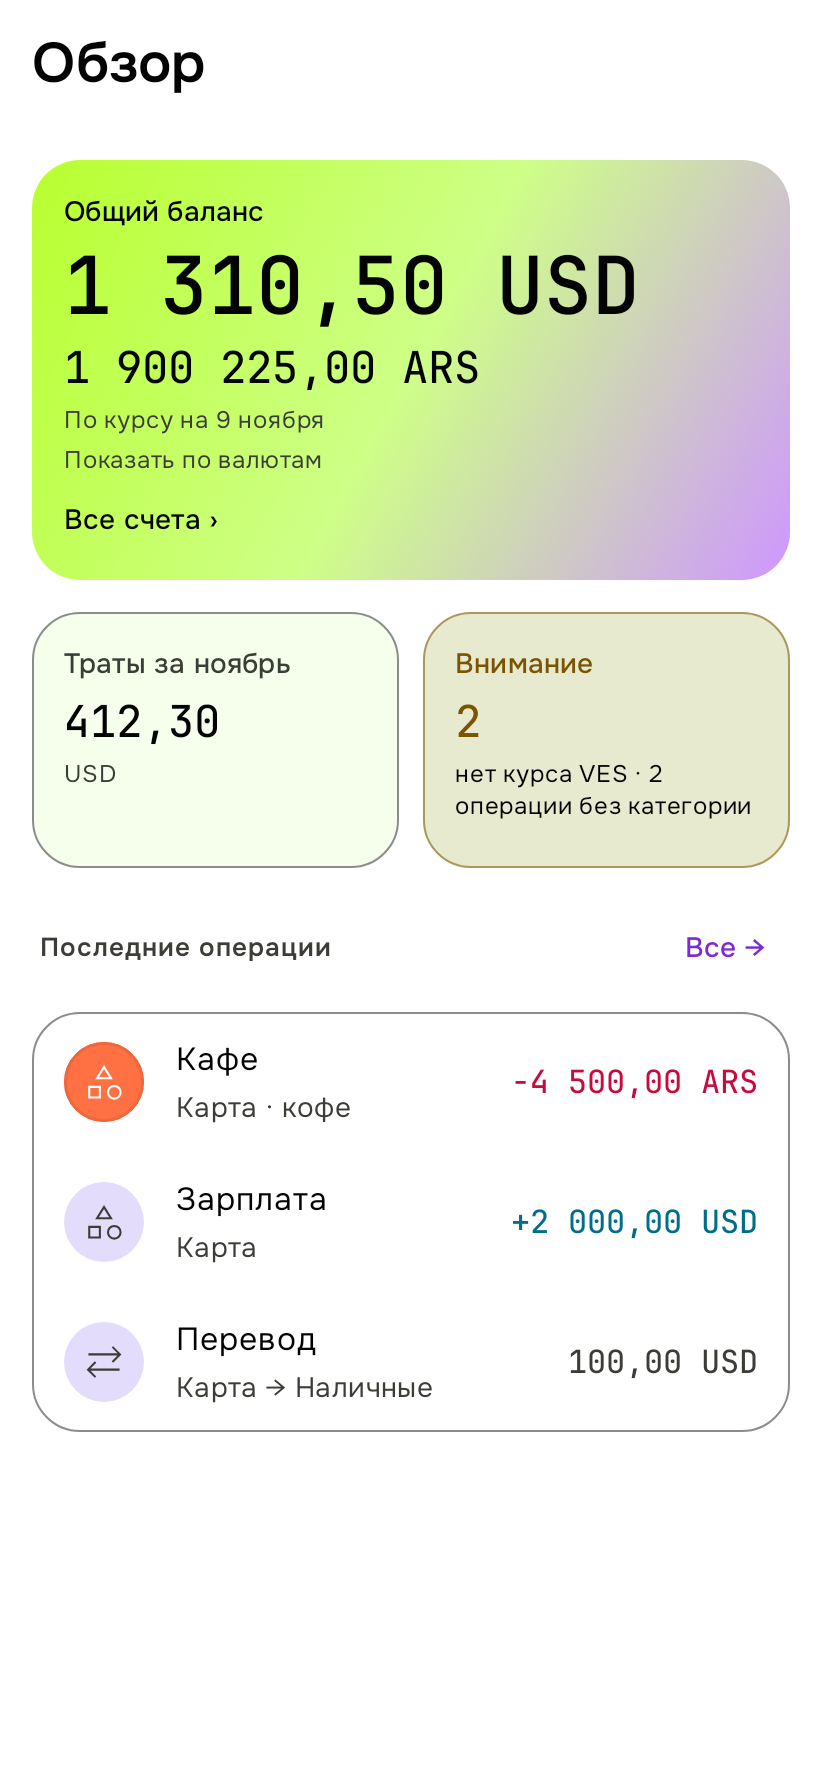 Обзор
Общий баланс
1 310,50 USD
1 900 225,00 ARS
По курсу на 9 ноября
Показать по валютам
Все счета ›
Траты за ноябрь
412,30
USD
Внимание
2
нет курса VES · 2
операции без категории
Последние операции
Все →
Кафе
Карта · кофе
-4 500,00 ARS
Зарплата
Карта
+2 000,00 USD
Перевод
Карта → Наличные
100,00 USD